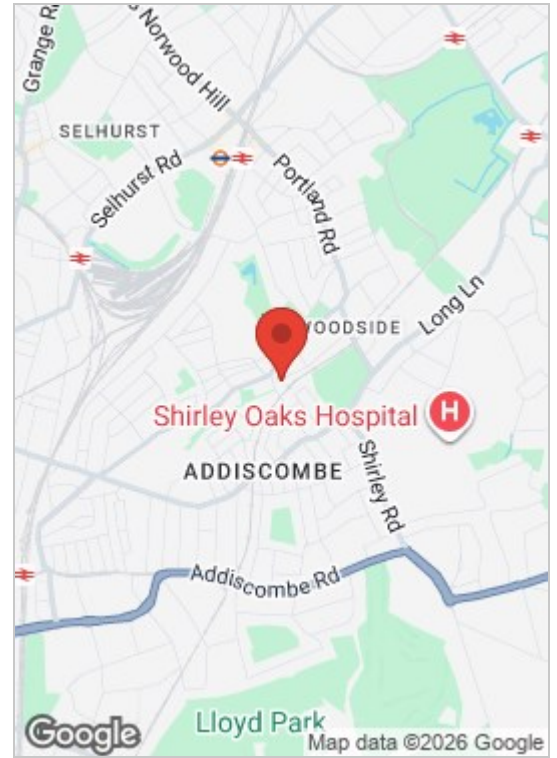 Grange R
s Norwood Hill
SELHURST
Selhurst Rd
Portland Rd
WOODSIDE
Long Ln
Shirley Oaks Hospital
H
ADDISCOMBE
Shirley Rd
Addiscombe Rd
Lloyd Park
Google
Map data ©2026 Google